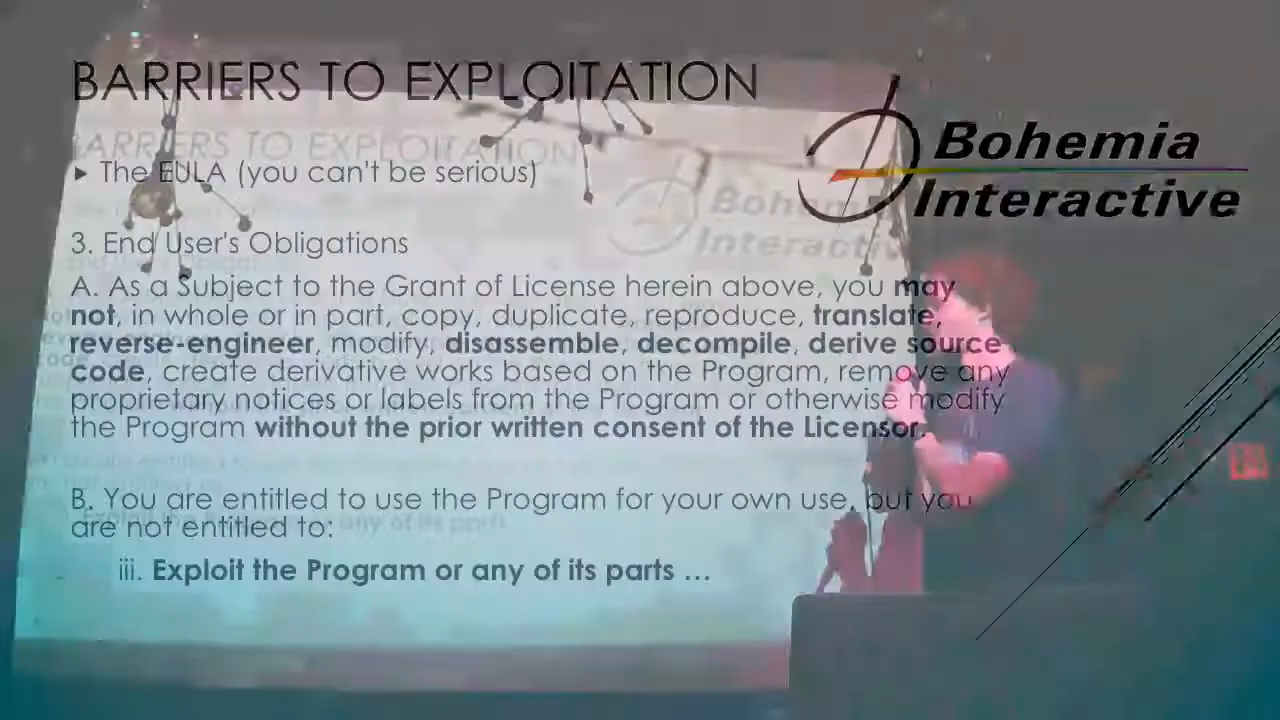 BARRIERS TO EXPLOITATION
BARRIERS TO EXPLOITATION
Bohemia
Interactive
▸ The EULA (you can't be serious)
3. End User's Obligations
A. As a Subject to the Grant of License herein above, you may
not, in whole or in part, copy, duplicate, reproduce, translate,
reverse-engineer, modify, disassemble, decompile, derive source
code, create derivative works based on the Program, remove any
proprietary notices or labels from the Program or otherwise modify
the Program without the prior written consent of the Licensor.
B. You are entitled to use the Program for your own use, but you
are not entitled to:
iii. Exploit the Program or any of its parts ...